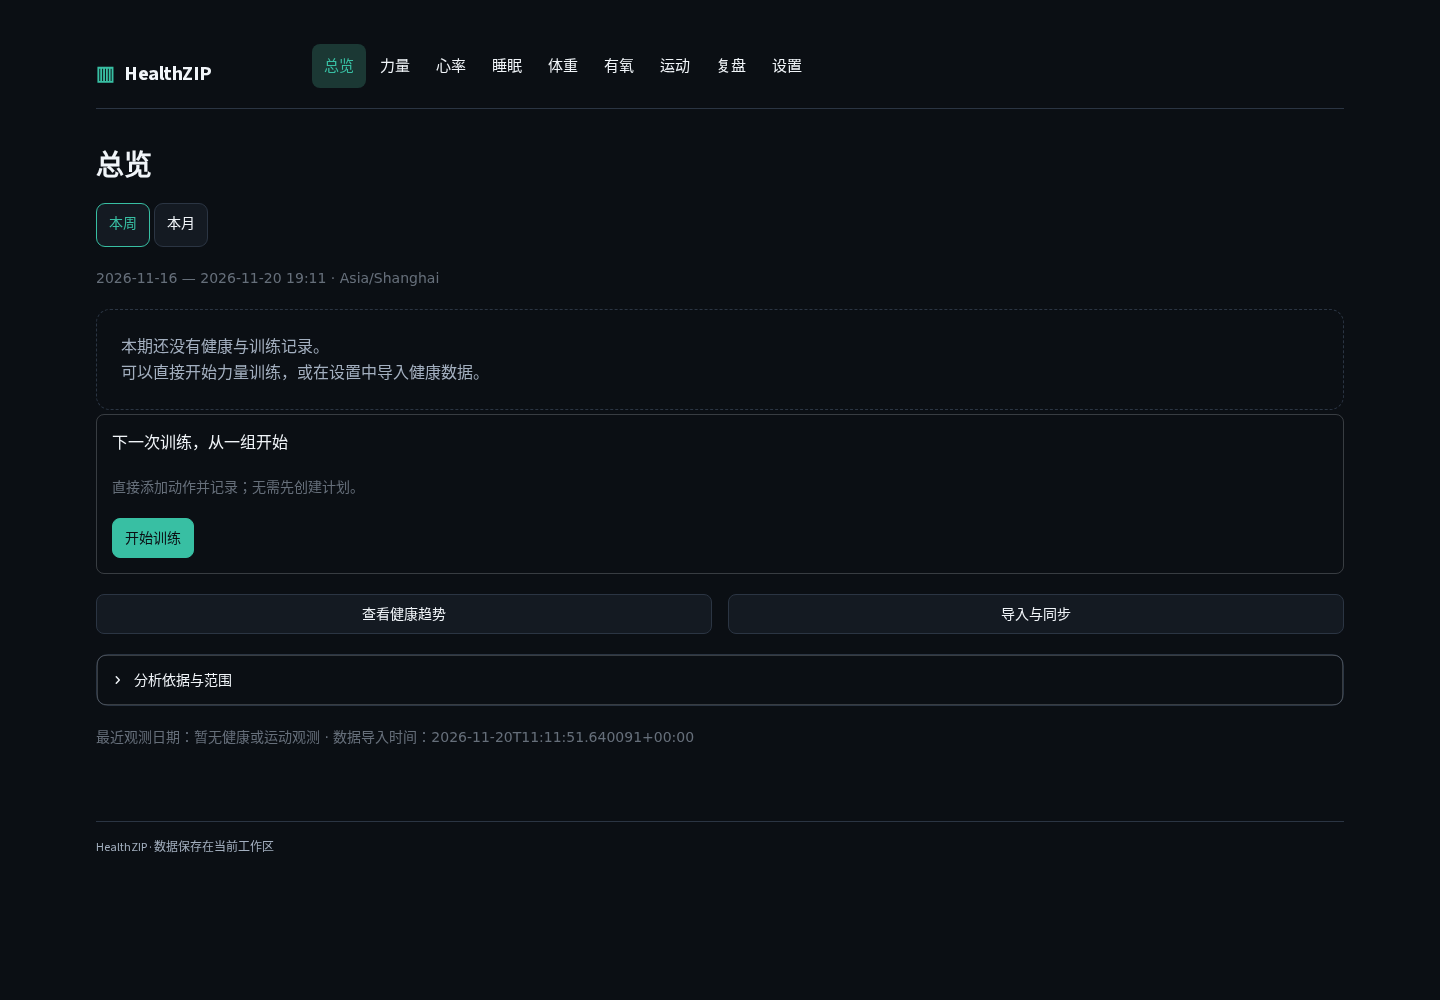 HealthZIP
总览 力量 心率 睡眠 体重 有氧 运动 复盘 设置
总览
本周 本月
2026-11-16 — 2026-11-20 19:11 · Asia/Shanghai
本期还没有健康与训练记录。
可以直接开始力量训练，或在设置中导入健康数据。
下一次训练，从一组开始
直接添加动作并记录；无需先创建计划。
开始训练
查看健康趋势 导入与同步
分析依据与范围
最近观测日期：暂无健康或运动观测 · 数据导入时间：2026-11-20T11:11:51.640091+00:00
HealthZIP · 数据保存在当前工作区